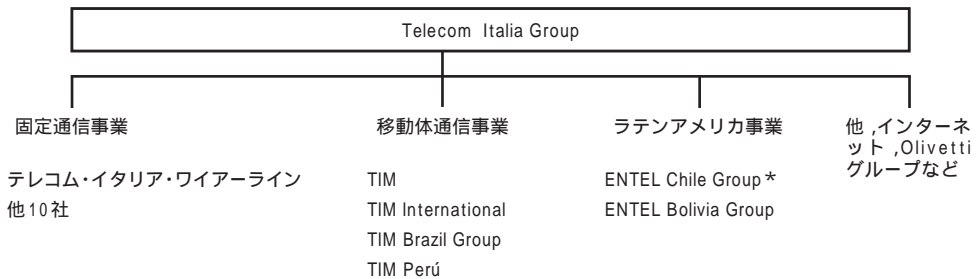 Telecom Italia Group
固定通信事業
テレコム・イタリア・ワイアーライン
他10社
移動体通信事業
TIM
TIM International
TIM Brazil Group
TIM Perú
ラテンアメリカ事業
ENTEL Chile Group＊
ENTEL Bolivia Group
他,インターネ
ット,Olivetti
グループなど